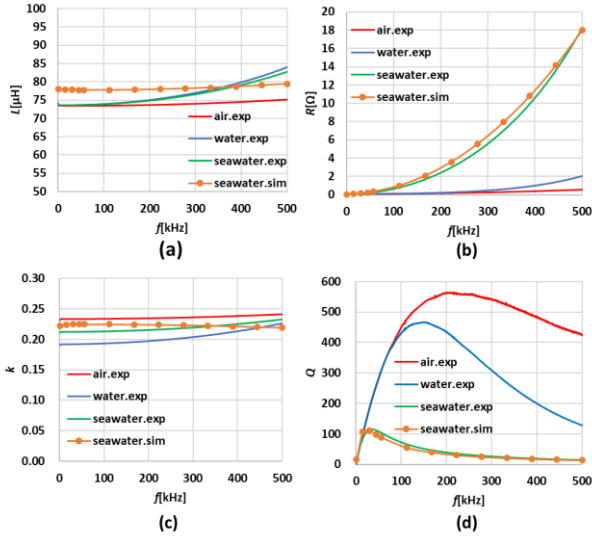 100
95
90
85
80
75
70
65
60
55
50
L[µH]
air.exp
water.exp
seawater.exp
seawater.sim
0 100 200 300 400 500
f[kHz]
(a)
20
18
16
14
12
10
8
6
4
2
0
R[Ω]
air.exp
water.exp
seawater.exp
seawater.sim
0 100 200 300 400 500
f[kHz]
(b)
0.30
0.25
0.20
0.15
0.10
0.05
0.00
k
air.exp
water.exp
seawater.exp
seawater.sim
0 100 200 300 400 500
f[kHz]
(c)
600
500
400
300
200
100
0
Q
air.exp
water.exp
seawater.exp
seawater.sim
0 100 200 300 400 500
f[kHz]
(d)